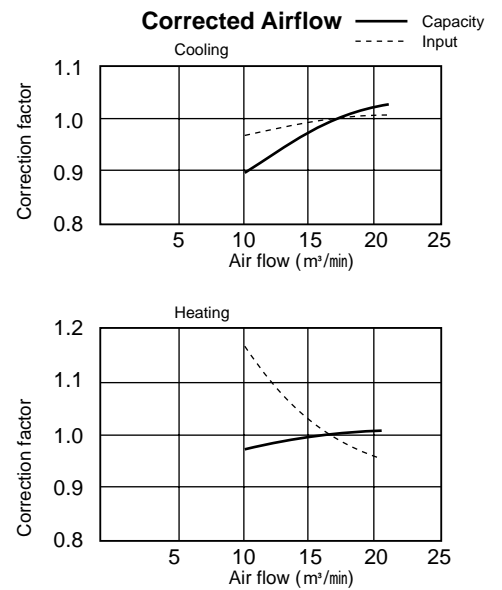 Corrected Airflow
Capacity
Input
Cooling
Correction factor
1.1
1.0
0.9
0.8
5 10 15 20 25
Air flow (m³/min)
Heating
Correction factor
1.2
1.1
1.0
0.9
0.8
5 10 15 20 25
Air flow (m³/min)